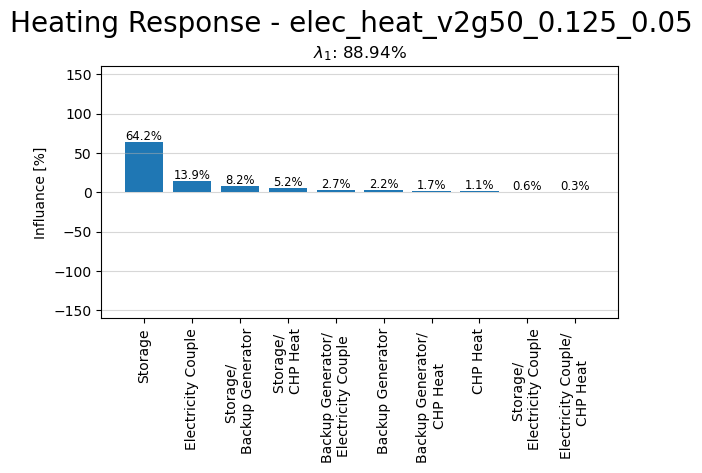 Heating Response - elec_heat_v2g50_0.125_0.05
λ₁: 88.94%
Influance [%]
150
100
50
0
−50
−100
−150
64.2%
13.9%
8.2%
5.2%
2.7%
2.2%
1.7%
1.1%
0.6%
0.3%
Storage
Electricity Couple
Storage/
Backup Generator
Storage/
CHP Heat
Backup Generator/
Electricity Couple
Backup Generator
Backup Generator/
CHP Heat
CHP Heat
Storage/
Electricity Couple
Electricity Couple/
CHP Heat